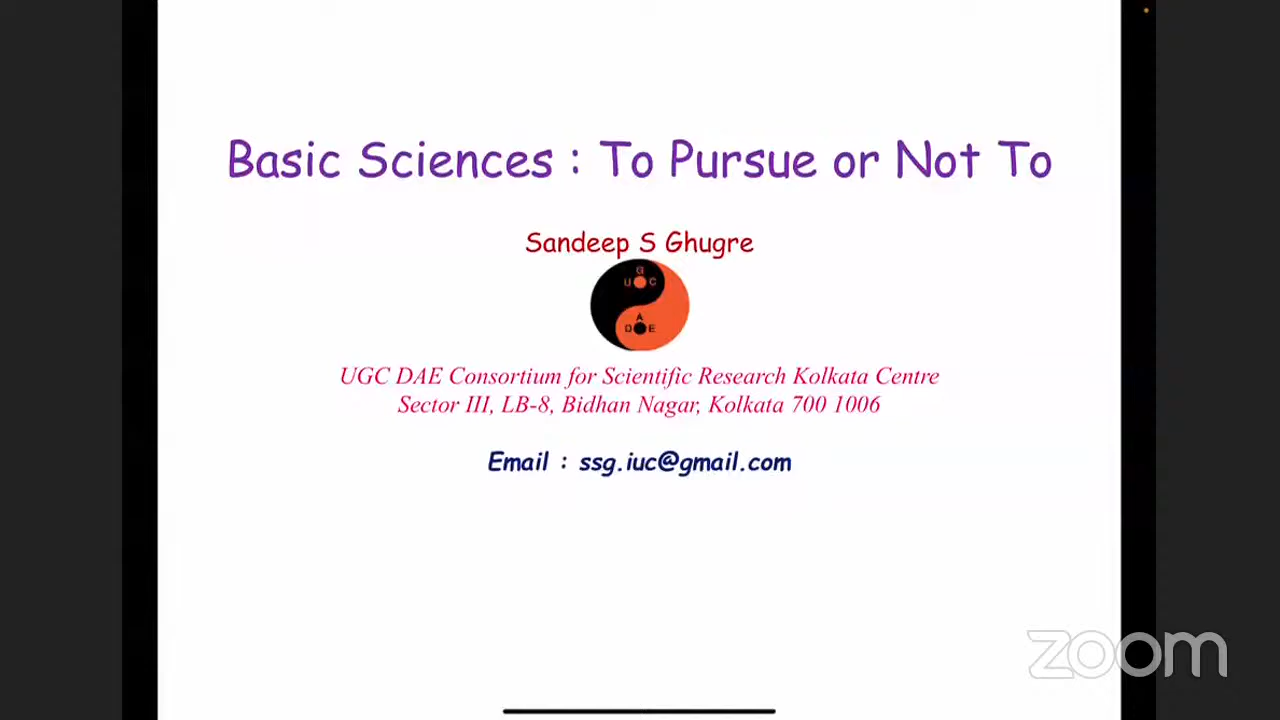 Basic Sciences : To Pursue or Not To
Sandeep S Ghugre
G
U C
A
D E
UGC DAE Consortium for Scientific Research Kolkata Centre
Sector III, LB-8, Bidhan Nagar, Kolkata 700 1006
Email : ssg.iuc@gmail.com
zoom